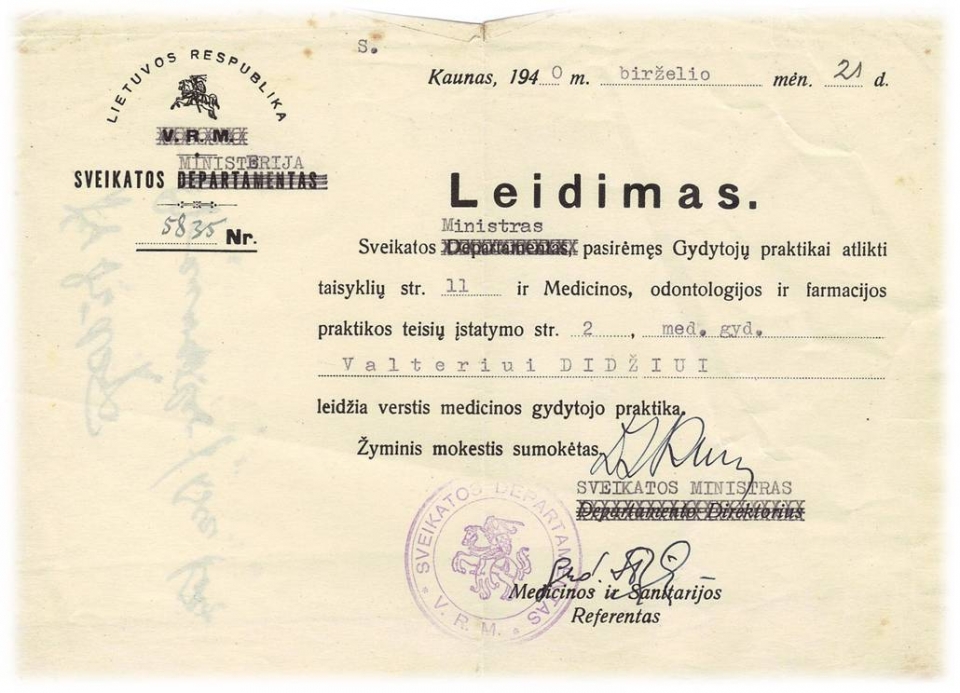 S.
Kaunas, 1940 m. birželio mėn. 21 d.
LIETUVOS RESPUBLIKA
V. R. M.
MINISTERIJA
SVEIKATOS DEPARTAMENTAS
5835 Nr.
Leidimas.
Ministras
Sveikatos Departamentas, pasirėmęs Gydytojų praktikai atlikti
taisyklių str. 11 ir Medicinos, odontologijos ir farmacijos
praktikos teisių įstatymo str. 2, med. gyd.
Valteriui DIDŽIUI
leidžia verstis medicinos gydytojo praktika.
Žyminis mokestis sumokėtas.
SVEIKATOS MINISTRAS
Departamento Direktorius
SVEIKATOS DEPARTAMENTAS
V. R. M.
Medicinos ir Sanitarijos
Referentas